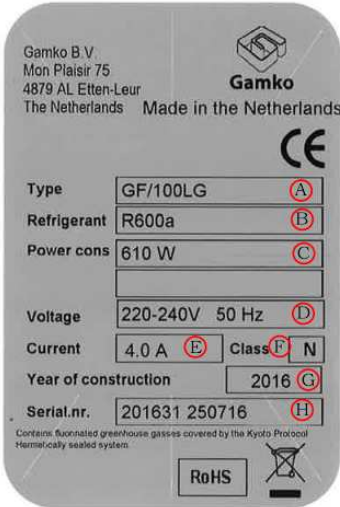 Gamko B.V.
Mon Plaisir 75
4879 AL Etten-Leur
The Netherlands
Gamko
Made in the Netherlands
CE
Type GF/100LG A
Refrigerant R600a B
Power cons 610 W C
Voltage 220-240V 50 Hz D
Current 4.0 A E Class F N
Year of construction 2016 G
Serial.nr. 201631 250716 H
Contains fluonnated greenhouse gasses covered by the Kyoto Protocol
Hermetically sealed system.
RoHS